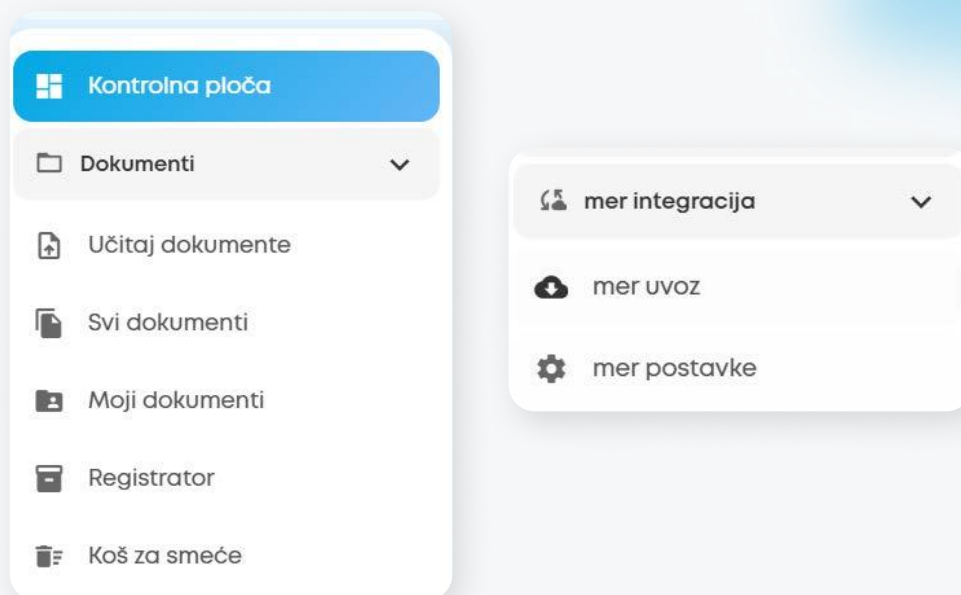 Kontrolna ploča
Dokumenti
Učitaj dokumente
Svi dokumenti
Moji dokumenti
Registrator
Koš za smeće
mer integracija
mer uvoz
mer postavke